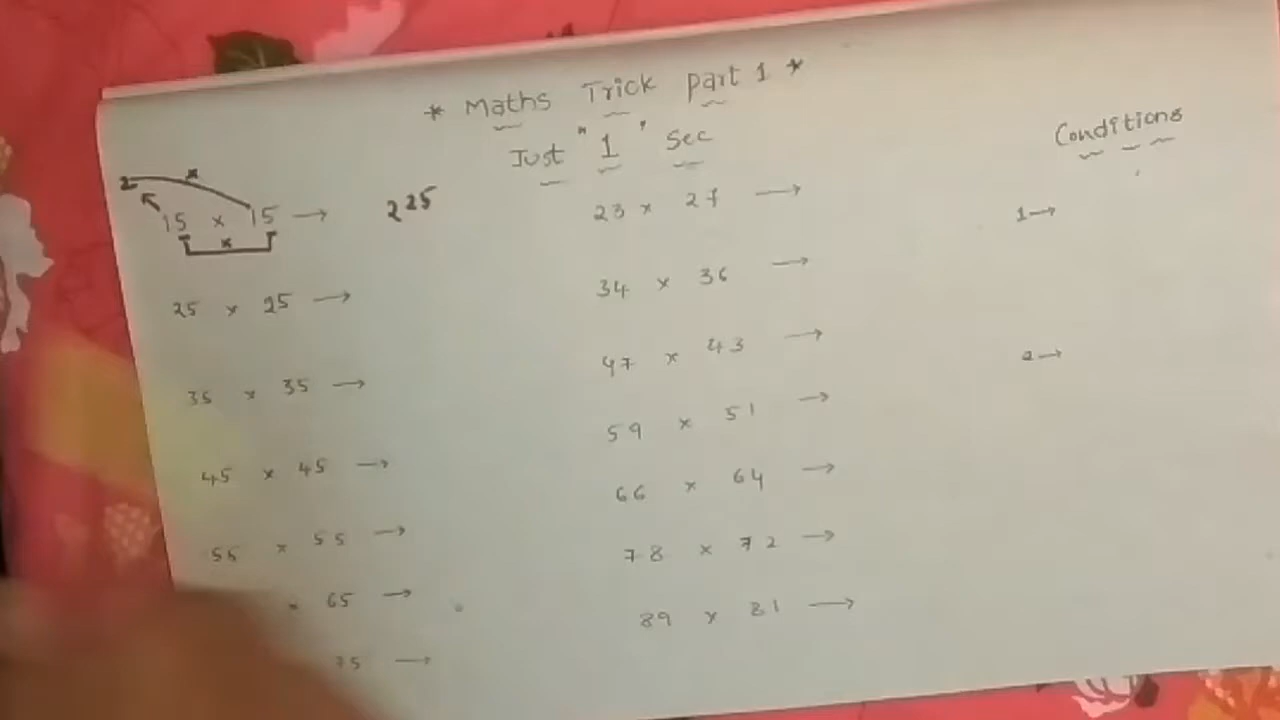 * Maths Trick Part 1 *
Just "1" Sec
Conditions
2 x
15 x 15 → 225
x
25 x 25 →
35 x 35 →
45 x 45 →
55 x 55 →
x 65 →
75 →
23 x 27 →
34 x 36 →
47 x 43 →
59 x 51 →
66 x 64 →
78 x 72 →
89 x 81 →
1→
2→